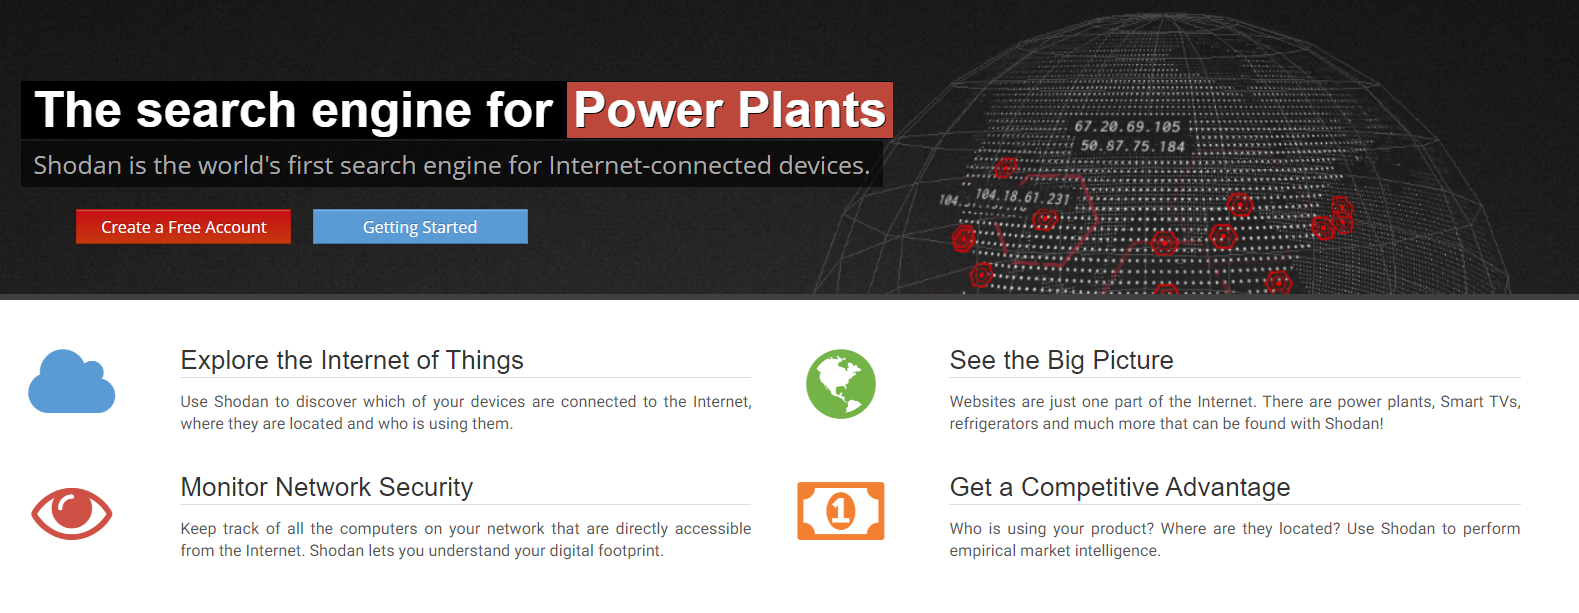 The search engine for Power Plants
Shodan is the world's first search engine for Internet-connected devices.
Create a Free Account
Getting Started
67.20.69.105
50.87.75.184
104.18.61.231
104..
Explore the Internet of Things
Use Shodan to discover which of your devices are connected to the Internet,
where they are located and who is using them.
See the Big Picture
Websites are just one part of the Internet. There are power plants, Smart TVs,
refrigerators and much more that can be found with Shodan!
Monitor Network Security
Keep track of all the computers on your network that are directly accessible
from the Internet. Shodan lets you understand your digital footprint.
1
Get a Competitive Advantage
Who is using your product? Where are they located? Use Shodan to perform
empirical market intelligence.